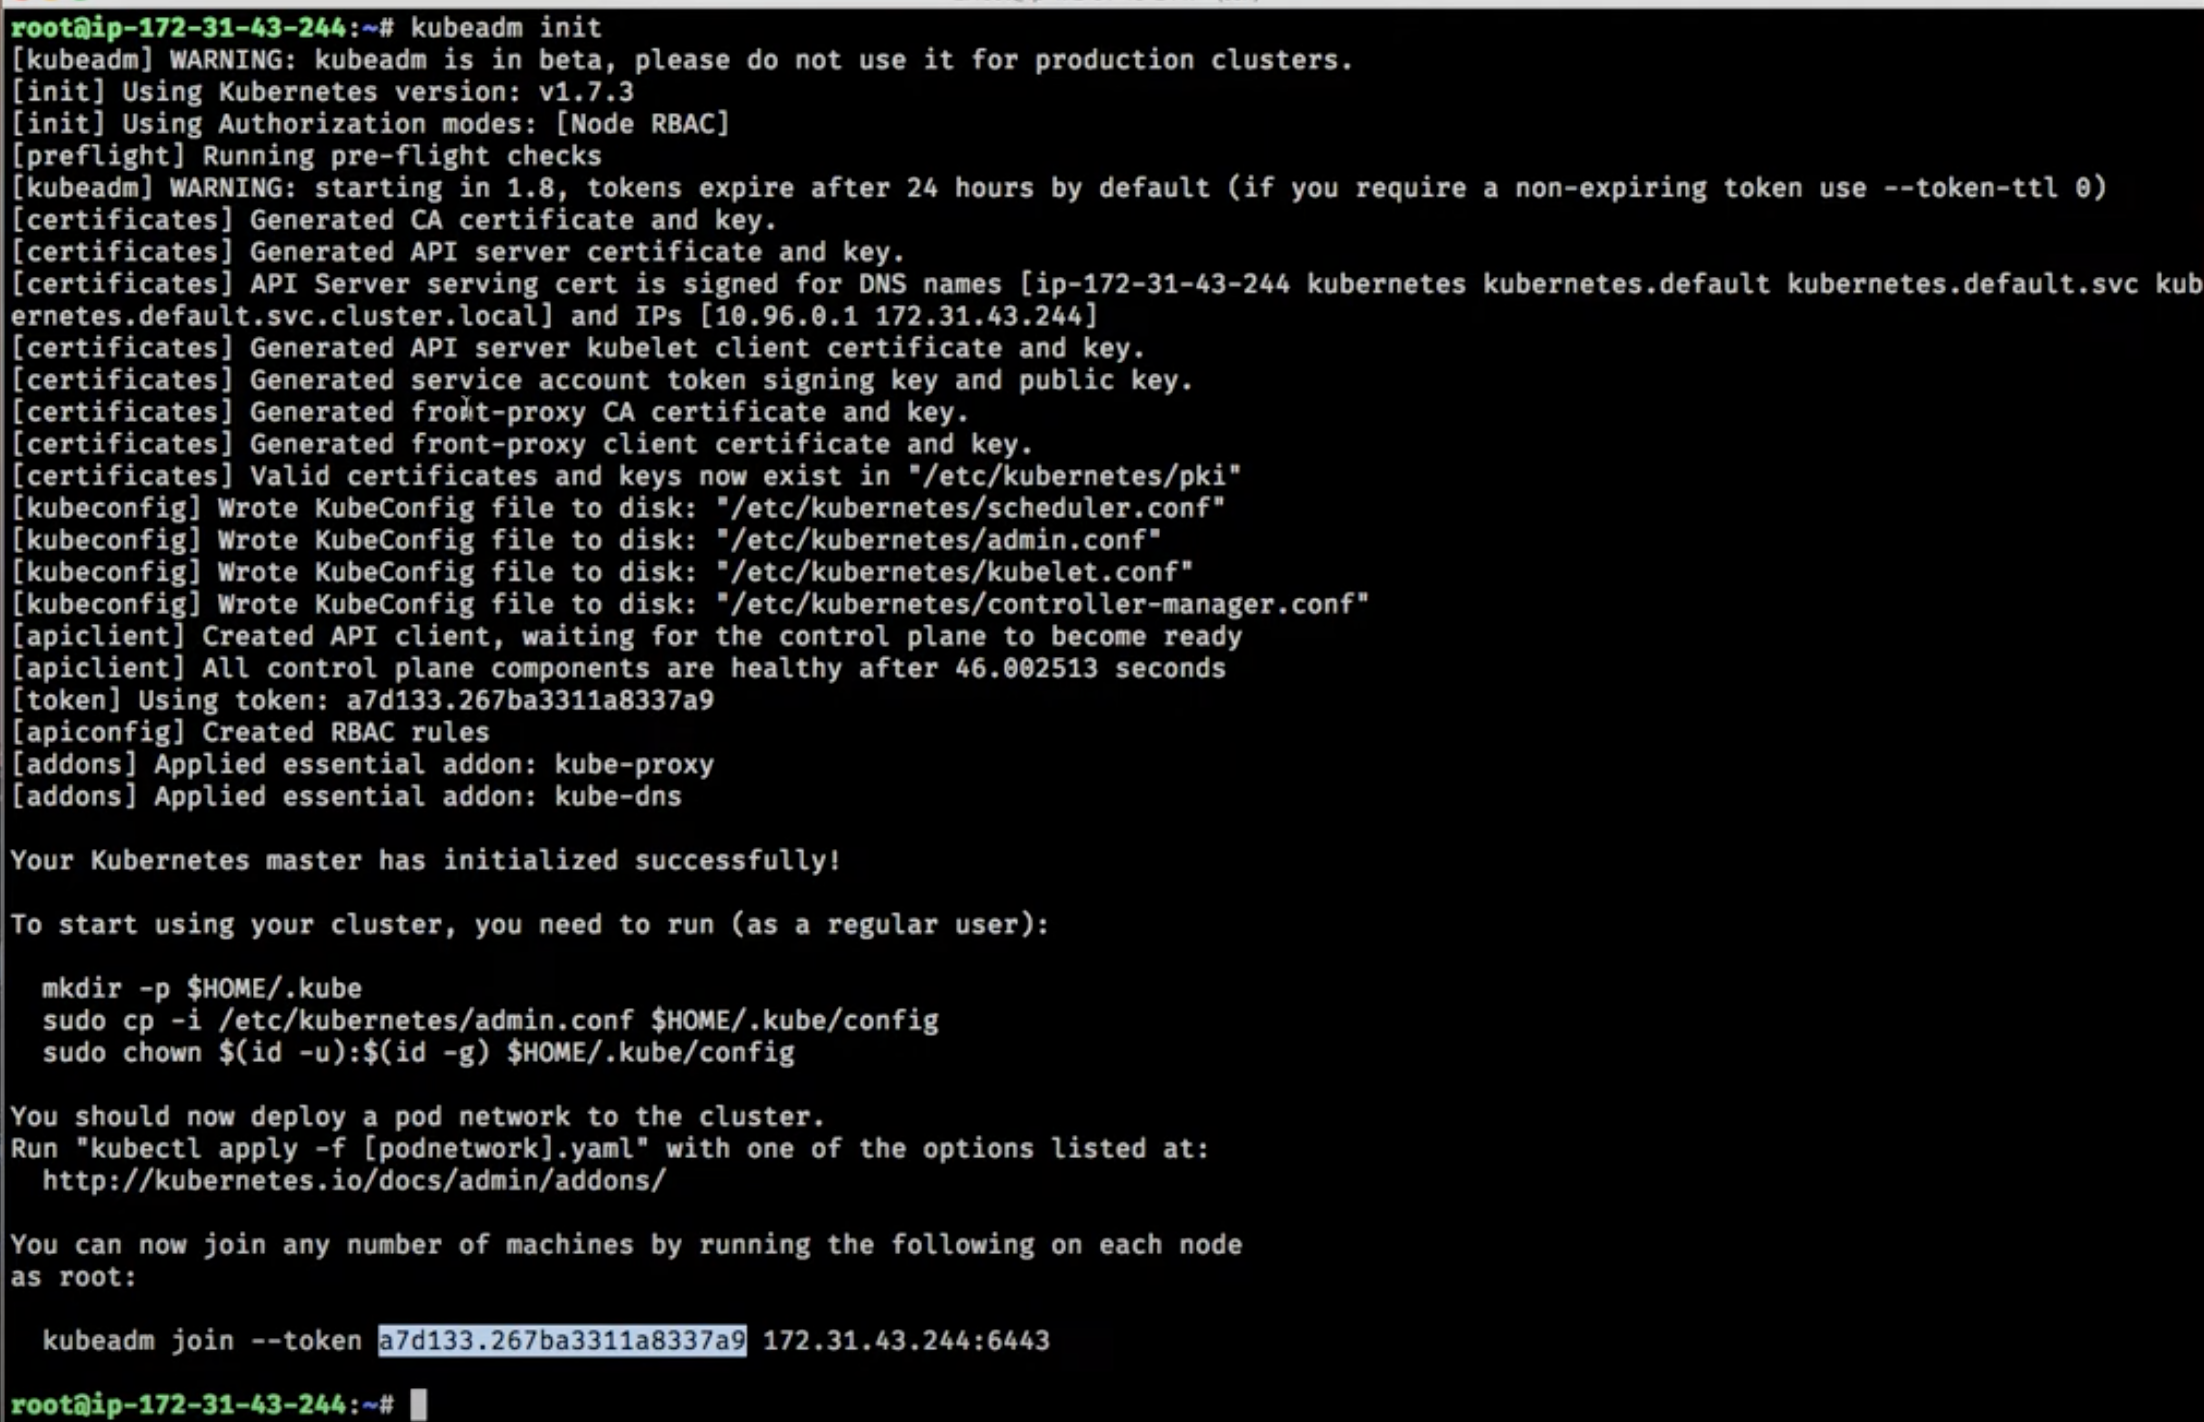 root@ip-172-31-43-244:~# kubeadm init
[kubeadm] WARNING: kubeadm is in beta, please do not use it for production clusters.
[init] Using Kubernetes version: v1.7.3
[init] Using Authorization modes: [Node RBAC]
[preflight] Running pre-flight checks
[kubeadm] WARNING: starting in 1.8, tokens expire after 24 hours by default (if you require a non-expiring token use --token-ttl 0)
[certificates] Generated CA certificate and key.
[certificates] Generated API server certificate and key.
[certificates] API Server serving cert is signed for DNS names [ip-172-31-43-244 kubernetes kubernetes.default kubernetes.default.svc kub
ernetes.default.svc.cluster.local] and IPs [10.96.0.1 172.31.43.244]
[certificates] Generated API server kubelet client certificate and key.
[certificates] Generated service account token signing key and public key.
[certificates] Generated front-proxy CA certificate and key.
[certificates] Generated front-proxy client certificate and key.
[certificates] Valid certificates and keys now exist in "/etc/kubernetes/pki"
[kubeconfig] Wrote KubeConfig file to disk: "/etc/kubernetes/scheduler.conf"
[kubeconfig] Wrote KubeConfig file to disk: "/etc/kubernetes/admin.conf"
[kubeconfig] Wrote KubeConfig file to disk: "/etc/kubernetes/kubelet.conf"
[kubeconfig] Wrote KubeConfig file to disk: "/etc/kubernetes/controller-manager.conf"
[apiclient] Created API client, waiting for the control plane to become ready
[apiclient] All control plane components are healthy after 46.002513 seconds
[token] Using token: a7d133.267ba3311a8337a9
[apiconfig] Created RBAC rules
[addons] Applied essential addon: kube-proxy
[addons] Applied essential addon: kube-dns
Your Kubernetes master has initialized successfully!
To start using your cluster, you need to run (as a regular user):
mkdir -p $HOME/.kube
sudo cp -i /etc/kubernetes/admin.conf $HOME/.kube/config
sudo chown $(id -u):$(id -g) $HOME/.kube/config
You should now deploy a pod network to the cluster.
Run "kubectl apply -f [podnetwork].yaml" with one of the options listed at:
http://kubernetes.io/docs/admin/addons/
You can now join any number of machines by running the following on each node
as root:
kubeadm join --token a7d133.267ba3311a8337a9 172.31.43.244:6443
root@ip-172-31-43-244:~#